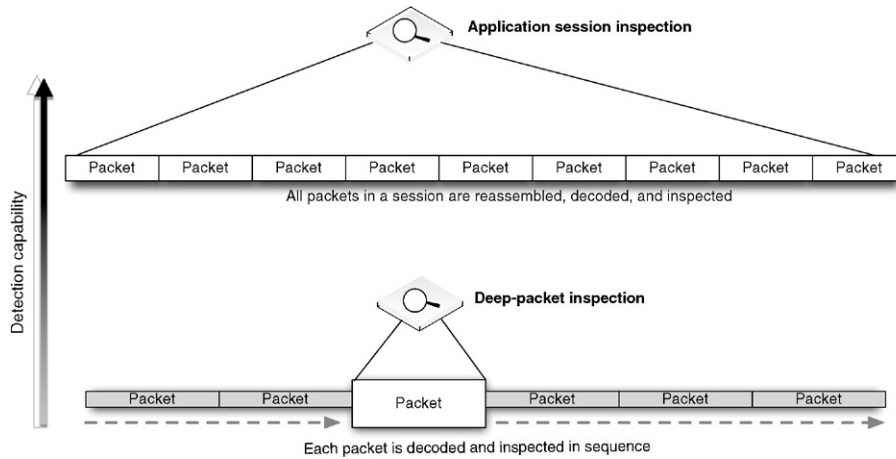 Application session inspection
Packet Packet Packet Packet Packet Packet Packet Packet Packet
All packets in a session are reassembled, decoded, and inspected
Detection capability
Deep-packet inspection
Packet Packet Packet Packet Packet Packet
Each packet is decoded and inspected in sequence